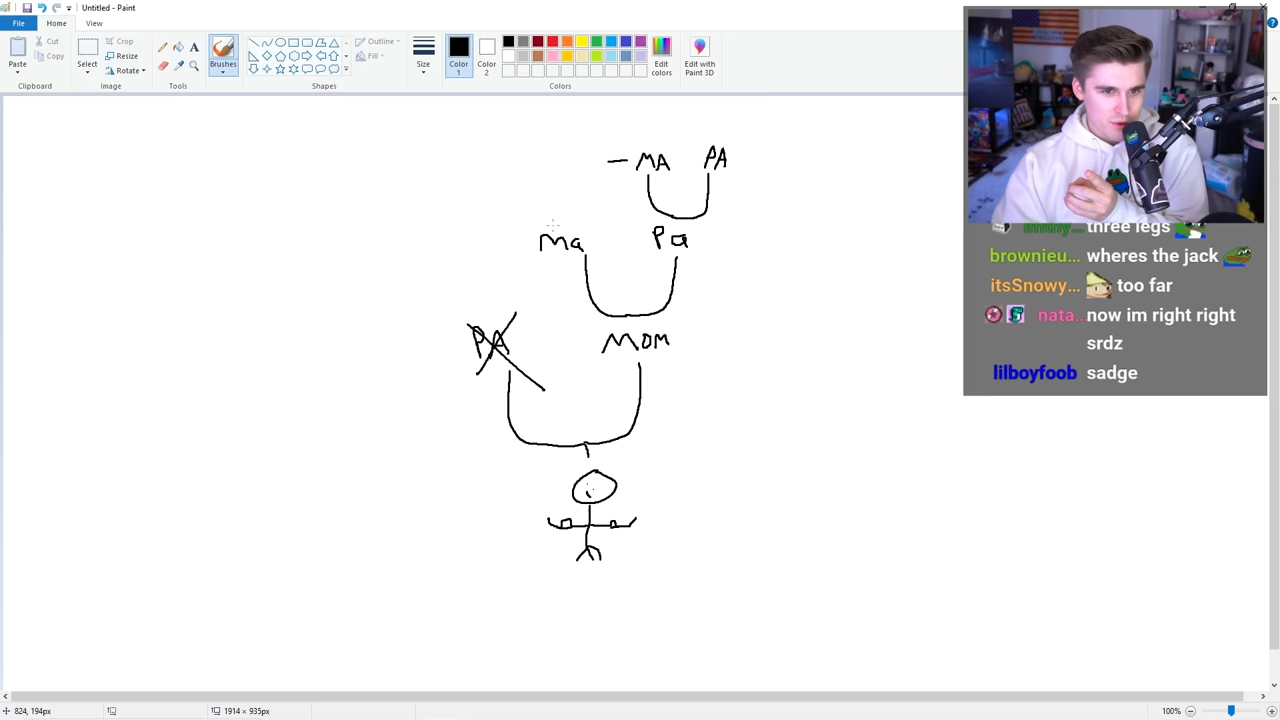 Untitled - Paint
File
Home
View
Paste
Cut
Copy
Clipboard
Select
Crop
Resize
Rotate
Image
Tools
Brushes
Shapes
Outline
Fill
Size
Color 1
Color 2
Edit colors
Edit with Paint 3D
Colors
MA PA
Ma Pa
PA MOM
three legs
brownieu... wheres the jack
itsSnowy... too far
nata... now im right right
srdz
lilboyfoob sadge
824, 194px
1914 × 935px
100%